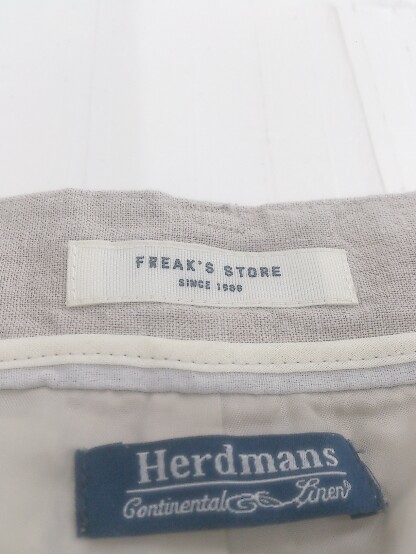 FREAK'S STORE
SINCE 1986
Herdmans
Continental Linen